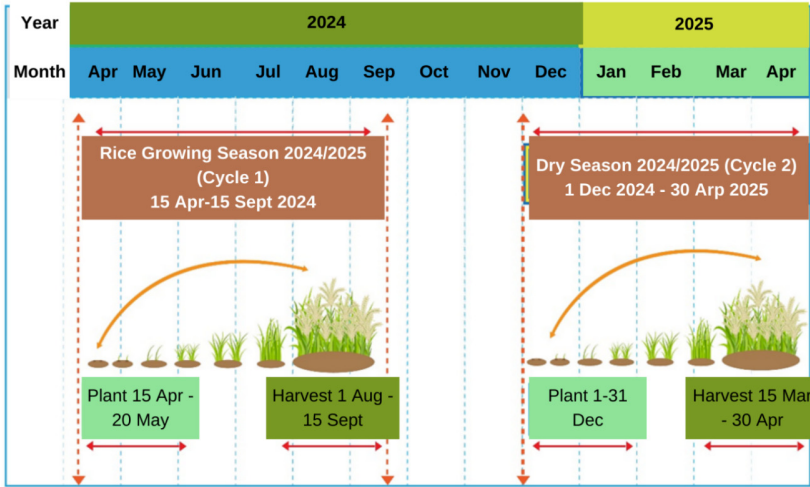 Year 2024 2025
Month Apr May Jun Jul Aug Sep Oct Nov Dec Jan Feb Mar Apr
Rice Growing Season 2024/2025
(Cycle 1)
15 Apr-15 Sept 2024
Dry Season 2024/2025 (Cycle 2)
1 Dec 2024 - 30 Arp 2025
Plant 15 Apr -
20 May
Harvest 1 Aug -
15 Sept
Plant 1-31
Dec
Harvest 15 Mar
- 30 Apr